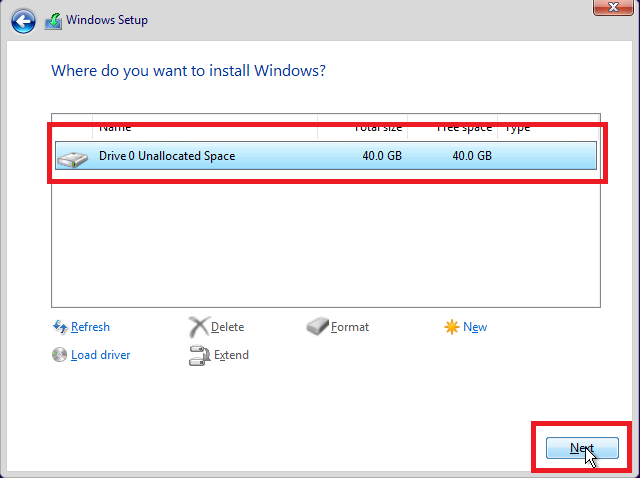 Windows Setup
Where do you want to install Windows?
Name Total size Free space Type
Drive 0 Unallocated Space 40.0 GB 40.0 GB
Refresh Delete Format New
Load driver Extend
Next